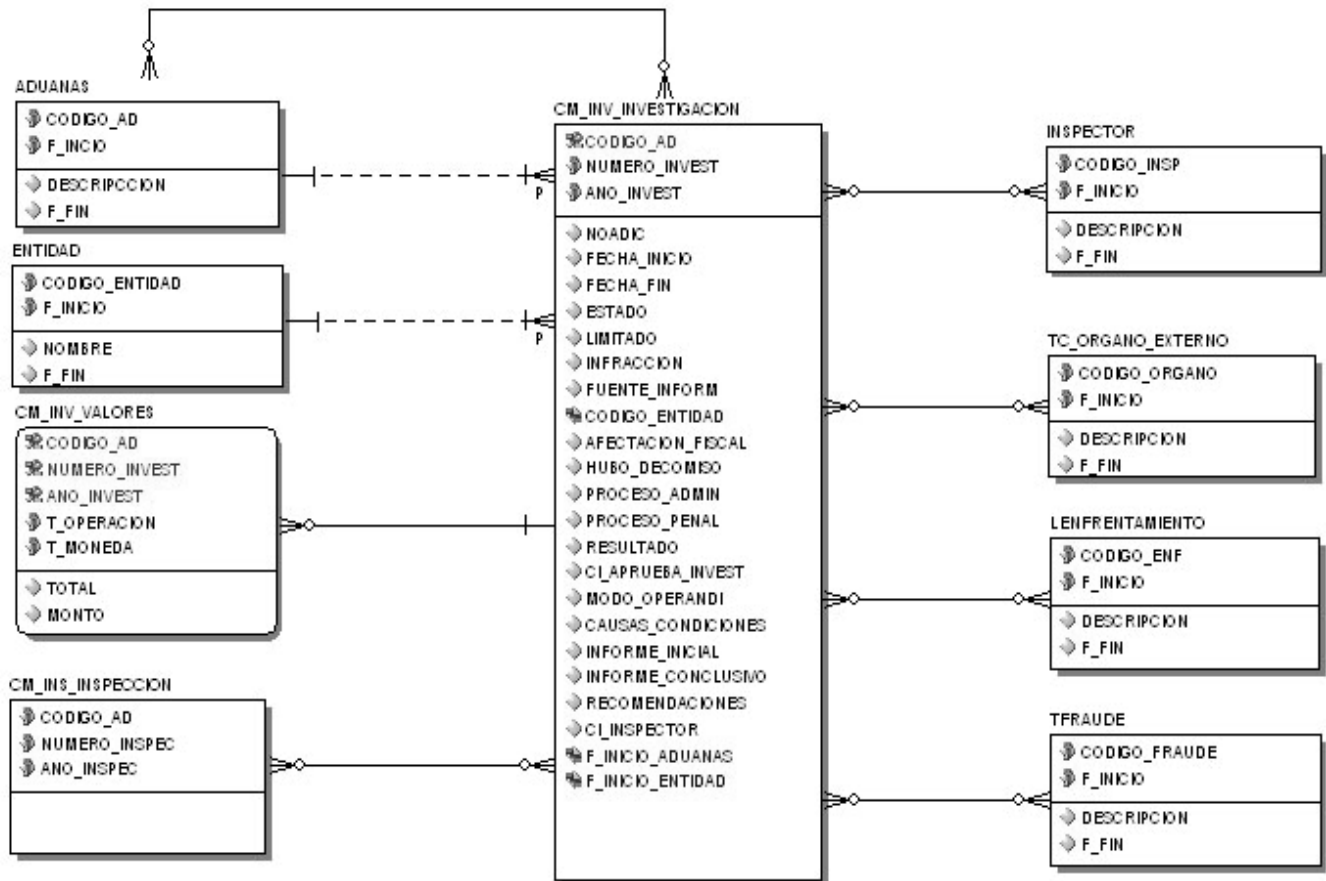 ADUANAS
CODIGO_AD
F_INCIO
DESCRIPCCION
F_FIN
ENTIDAD
CODIGO_ENTIDAD
F_INICIO
NOMBRE
F_FIN
CM_INV_VALORES
CODIGO_AD
NUMERO_INVEST
ANO_INVEST
T_OPERACION
T_MONEDA
TOTAL
MONTO
CM_INS_INSPECCION
CODIGO_AD
NUMERO_INSPEC
ANO_INSPEC
P
P
CM_INV_INVESTIGACION
CODIGO_AD
NUMERO_INVEST
ANO_INVEST
NOADIC
FECHA_INICIO
FECHA_FIN
ESTADO
LIMITADO
INFRACCION
FUENTE_INFORM
CODIGO_ENTIDAD
AFECTACION_FISCAL
HUBO_DECOMISO
PROCESO_ADMIN
PROCESO_PENAL
RESULTADO
CI_APRUEBA_INVEST
MODO_OPERANDI
CAUSAS_CONDICIONES
INFORME_INICIAL
INFORME_CONCLUSIVO
RECOMENDACIONES
CI_INSPECTOR
F_INICIO_ADUANAS
F_INICIO_ENTIDAD
INSPECTOR
CODIGO_INSP
F_INICIO
DESCRIPCION
F_FIN
TC_ORGANO_EXTERNO
CODIGO_ORGANO
F_INICIO
DESCRIPCION
F_FIN
LENFRENTAMIENTO
CODIGO_ENF
F_INICIO
DESCRIPCION
F_FIN
TFRAUDE
CODIGO_FRAUDE
F_INICIO
DESCRIPCION
F_FIN